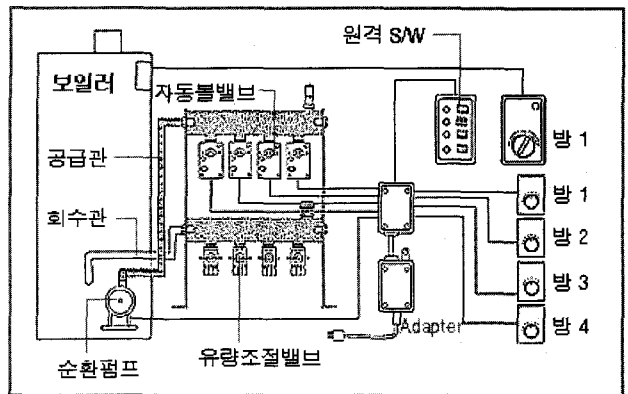 원격 S/W
보일러
자동볼밸브
방 1
공급관
방 1
회수관
방 2
방 3
Adapter
방 4
유량조절밸브
순환펌프